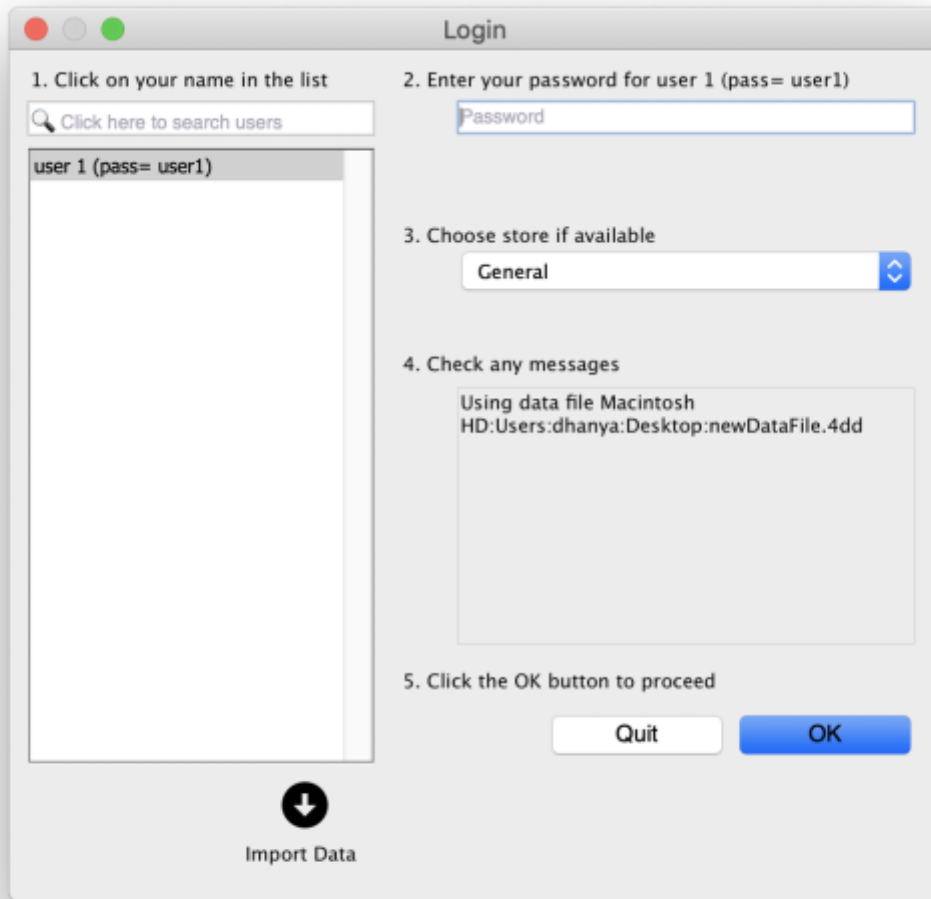 Login
1. Click on your name in the list
Click here to search users
user 1 (pass= user1)
2. Enter your password for user 1 (pass= user1)
Password
3. Choose store if available
General
4. Check any messages
Using data file Macintosh
HD:Users:dhanya:Desktop:newDataFile.4dd
5. Click the OK button to proceed
Quit
OK
Import Data